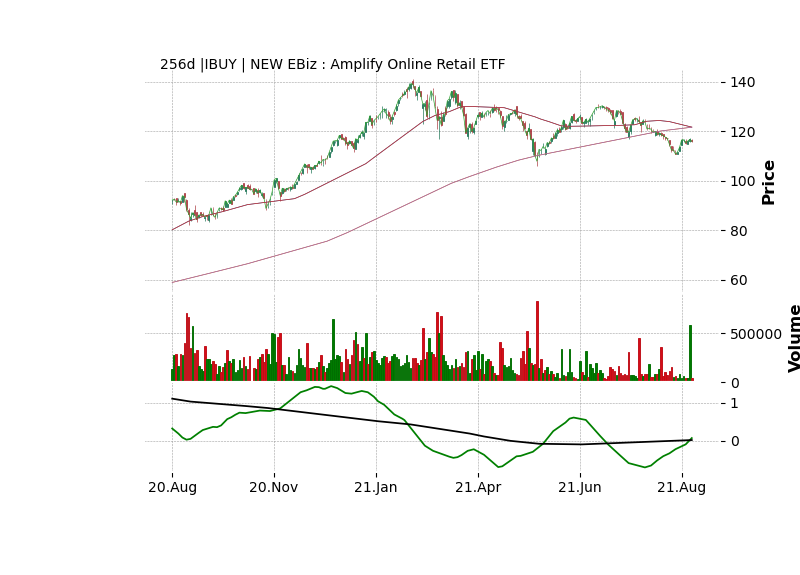 256d |IBUY | NEW EBiz : Amplify Online Retail ETF
140
120
100
80
60
Price
500000
0
Volume
1
0
20.Aug 20.Nov 21.Jan 21.Apr 21.Jun 21.Aug